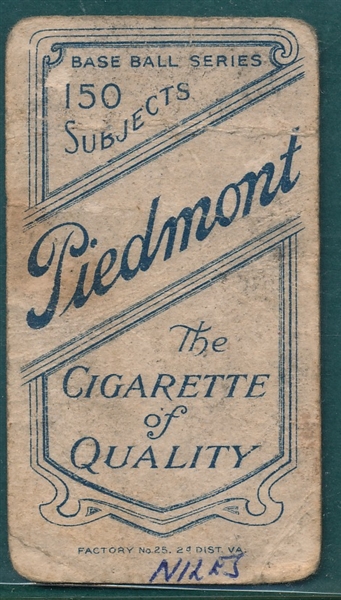 BASE BALL SERIES
150
SUBJECTS
Piedmont
The
CIGARETTE
of
QUALITY
FACTORY No. 25. 2d DIST. VA.
NILES